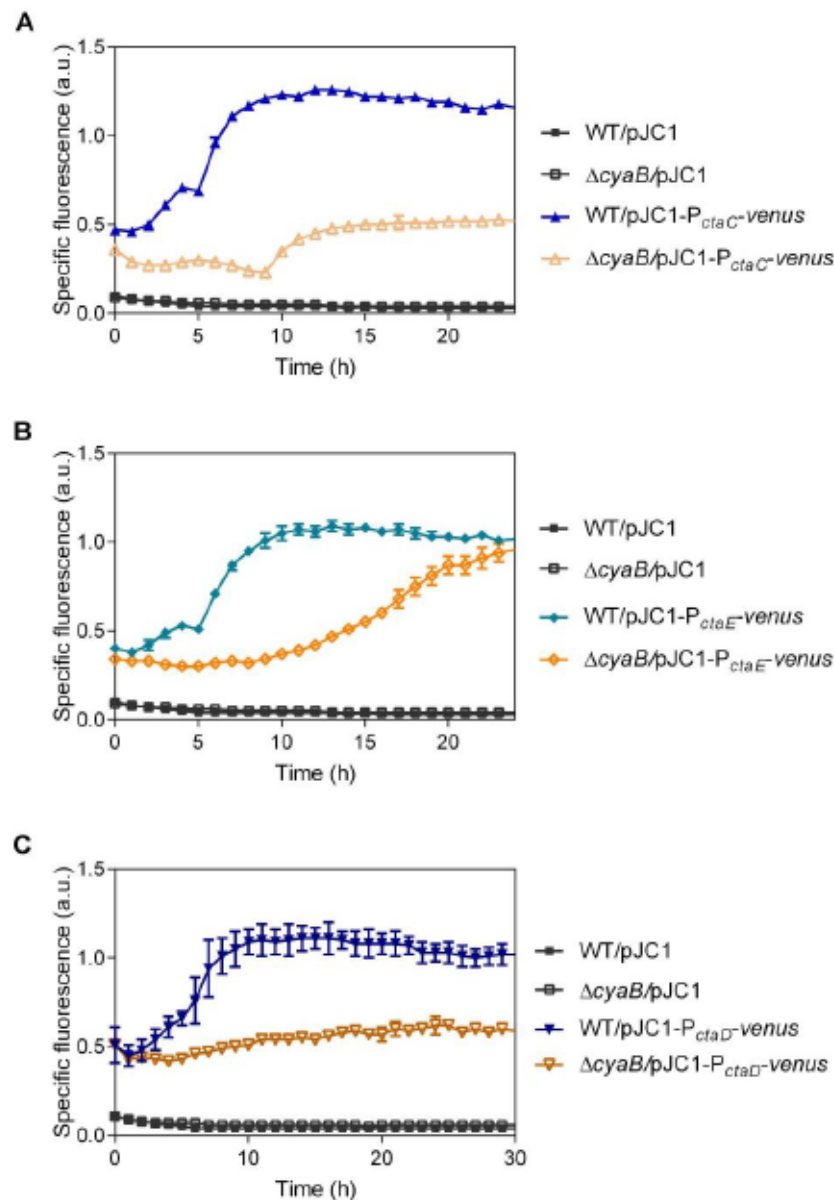 A
Specific fluorescence (a.u.)
1.5
1.0
0.5
0.0
0 5 10 15 20
Time (h)
WT/pJC1
ΔcyaB/pJC1
WT/pJC1-PctaC-venus
ΔcyaB/pJC1-PctaC-venus
B
Specific fluorescence (a.u.)
1.5
1.0
0.5
0.0
0 5 10 15 20
Time (h)
WT/pJC1
ΔcyaB/pJC1
WT/pJC1-PctaE-venus
ΔcyaB/pJC1-PctaE-venus
C
Specific fluorescence (a.u.)
1.5
1.0
0.5
0.0
0 10 20 30
Time (h)
WT/pJC1
ΔcyaB/pJC1
WT/pJC1-PctaD-venus
ΔcyaB/pJC1-PctaD-venus